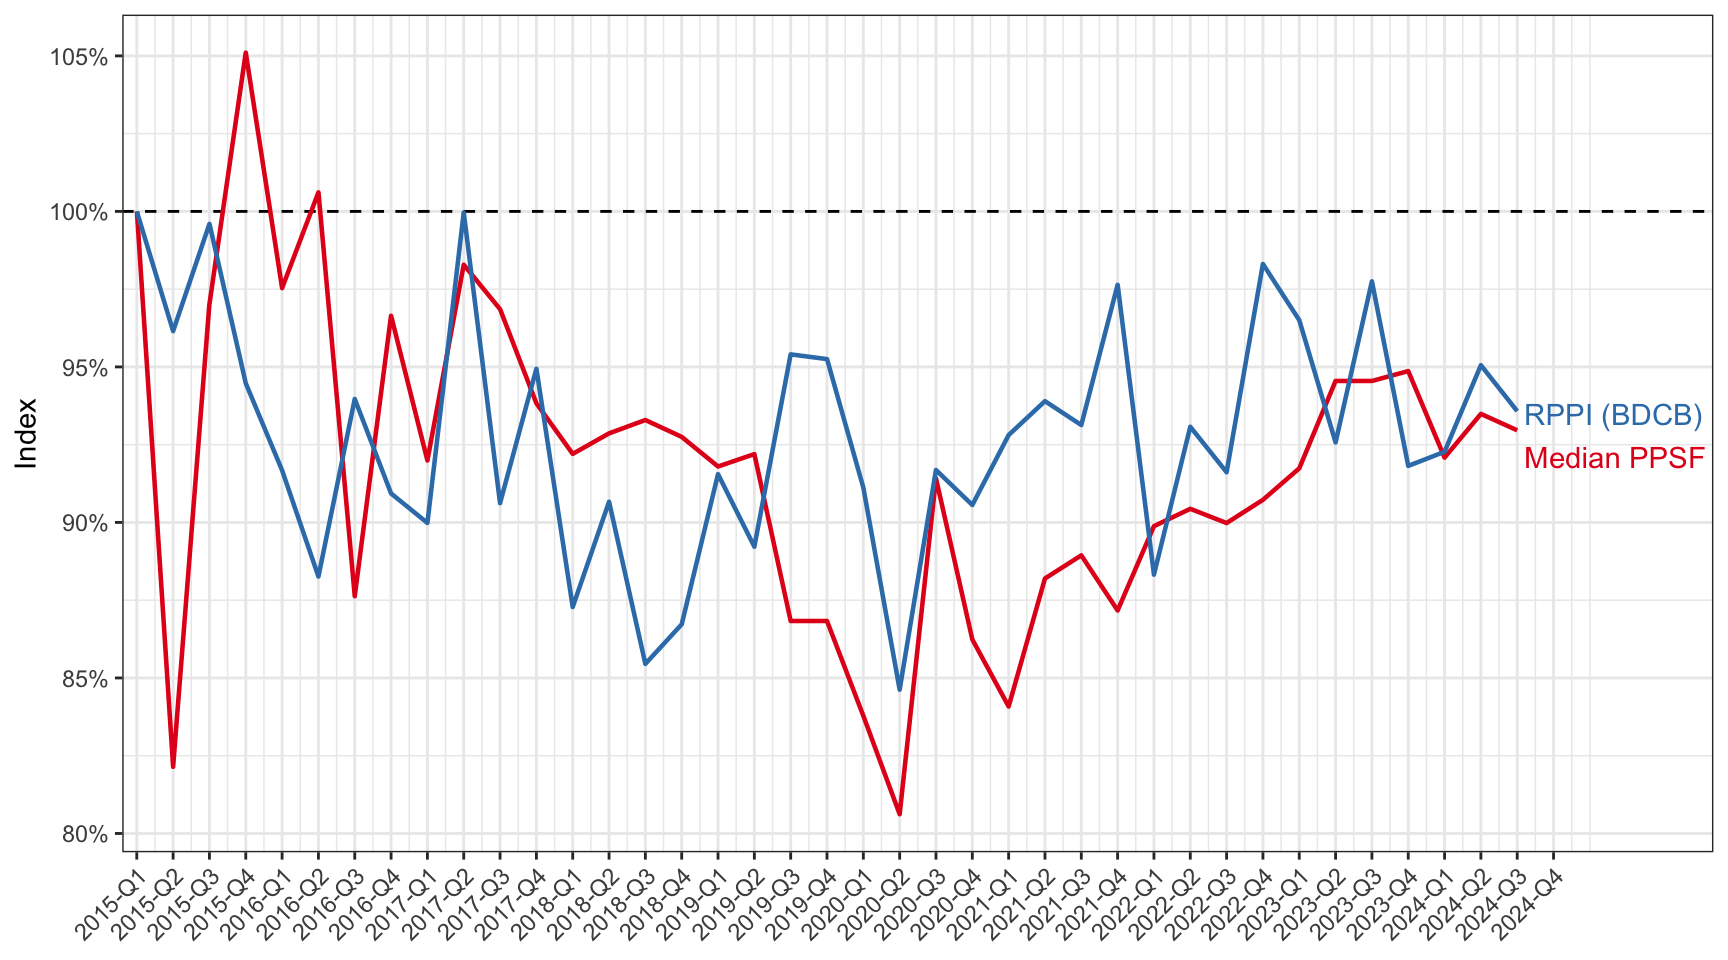 Index
105%
100%
95%
90%
85%
80%
RPPI (BDCB)
Median PPSF
2015-Q1
2015-Q2
2015-Q3
2015-Q4
2016-Q1
2016-Q2
2016-Q3
2016-Q4
2017-Q1
2017-Q2
2017-Q3
2017-Q4
2018-Q1
2018-Q2
2018-Q3
2018-Q4
2019-Q1
2019-Q2
2019-Q3
2019-Q4
2020-Q1
2020-Q2
2020-Q3
2020-Q4
2021-Q1
2021-Q2
2021-Q3
2021-Q4
2022-Q1
2022-Q2
2022-Q3
2022-Q4
2023-Q1
2023-Q2
2023-Q3
2023-Q4
2024-Q1
2024-Q2
2024-Q3
2024-Q4